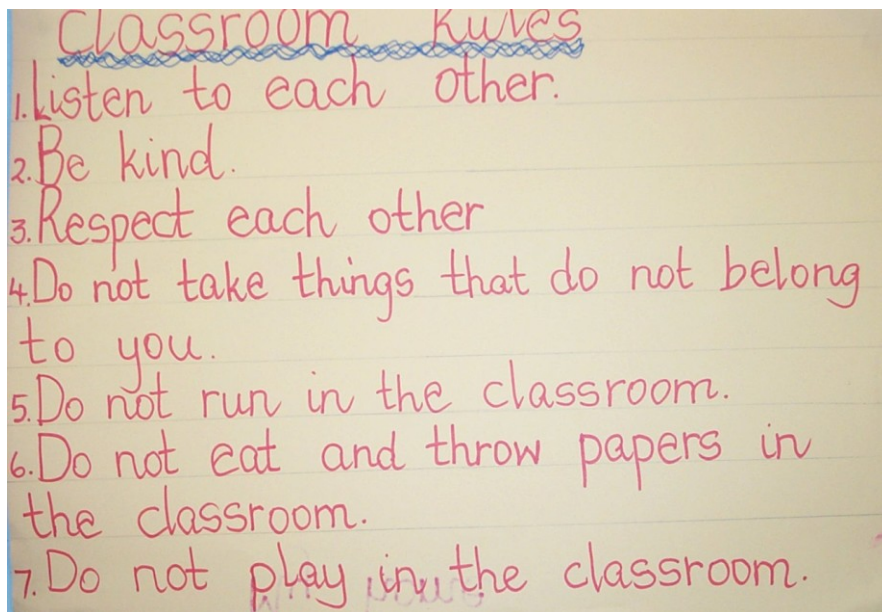 Classroom Rules
1. Listen to each other.
2. Be kind.
3. Respect each other
4. Do not take things that do not belong
to you.
5. Do not run in the classroom.
6. Do not eat and throw papers in
the classroom.
7. Do not play in the classroom.